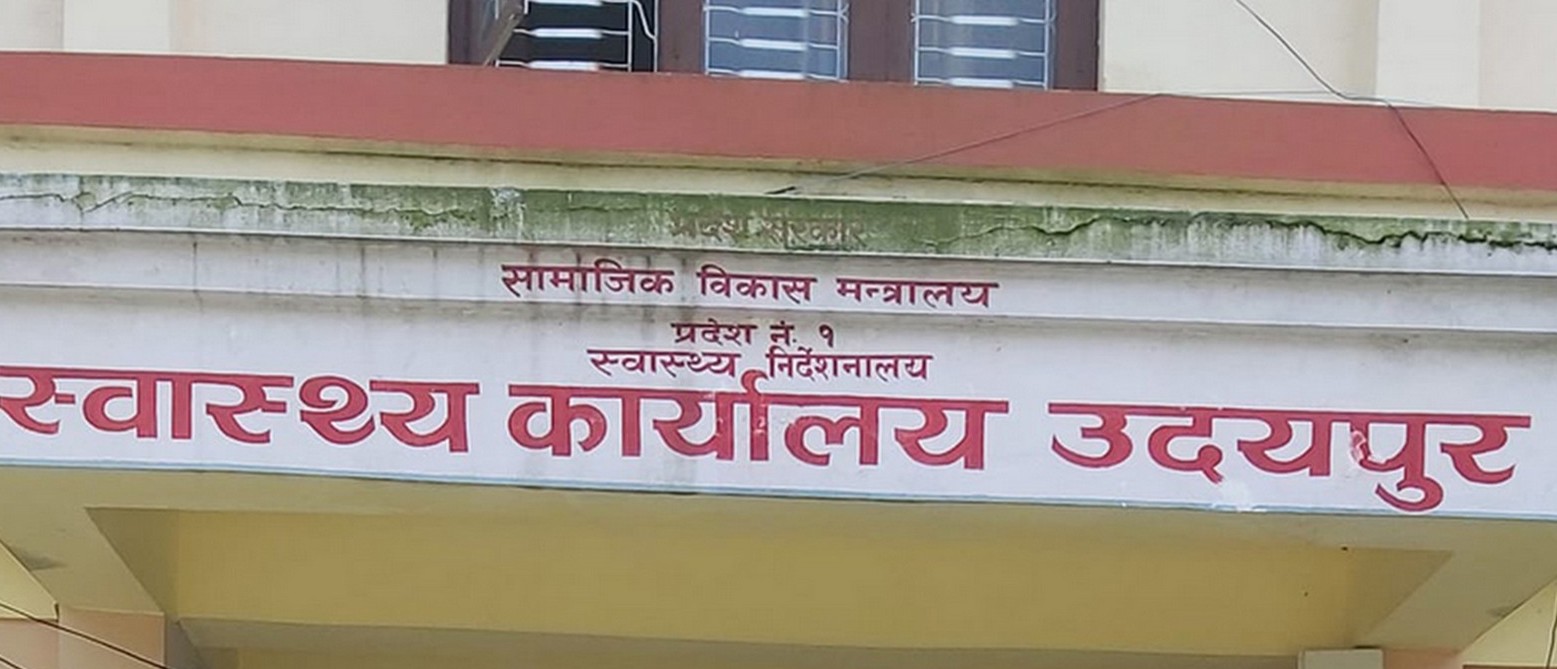 प्रदेश सरकार
सामाजिक विकास मन्त्रालय
प्रदेश नं. १
स्वास्थ्य निर्देशनालय
स्वास्थ्य कार्यालय उदयपुर